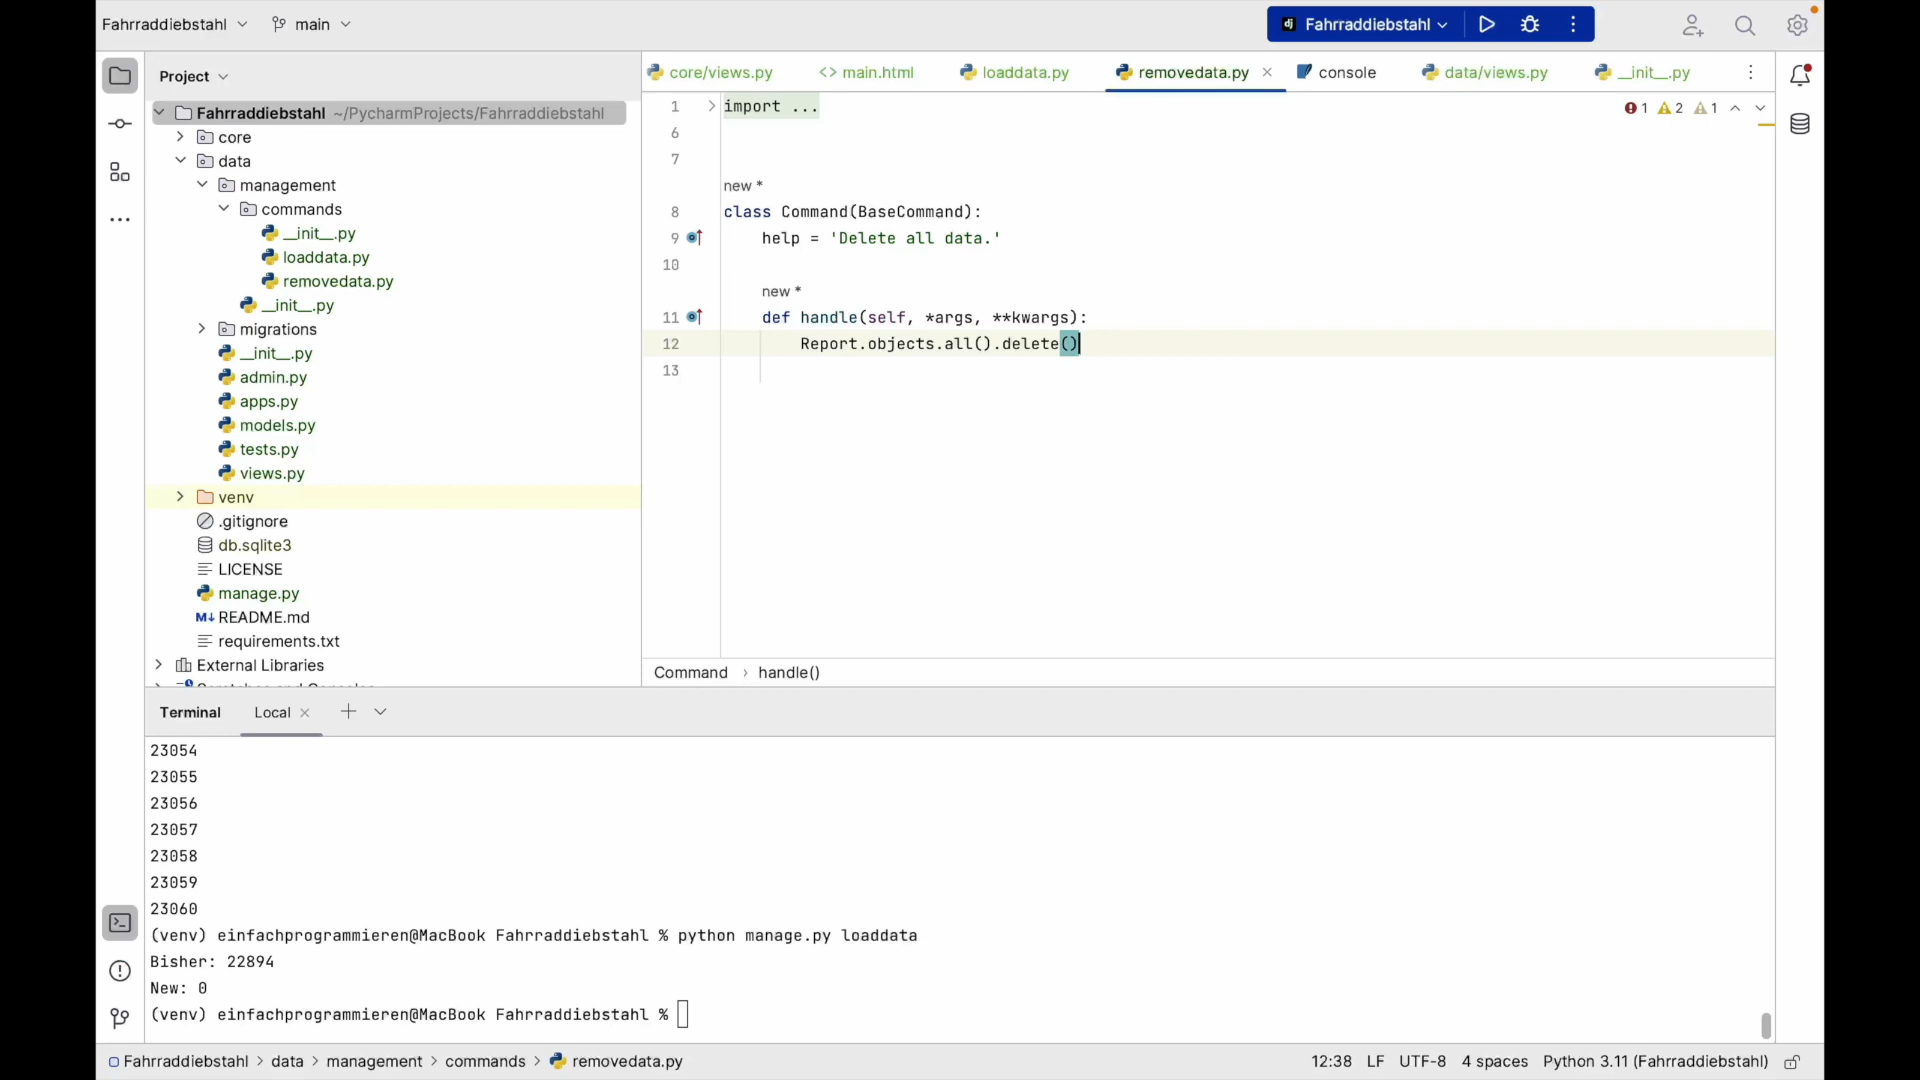 Fahrraddiebstahl
main
Fahrraddiebstahl
Project
core/views.py
<> main.html
loaddata.py
removedata.py
console
data/views.py
__init__.py
Fahrraddiebstahl ~/PycharmProjects/Fahrraddiebstahl
core
data
management
commands
__init__.py
loaddata.py
removedata.py
__init__.py
migrations
__init__.py
admin.py
apps.py
models.py
tests.py
views.py
venv
.gitignore
db.sqlite3
LICENSE
manage.py
M↓ README.md
requirements.txt
External Libraries
1 import ...
1 2 1
6
7
new *
8 class Command(BaseCommand):
9 help = 'Delete all data.'
10
new *
11 def handle(self, *args, **kwargs):
12 Report.objects.all().delete()
13
Command > handle()
Terminal
Local
23054
23055
23056
23057
23058
23059
23060
(venv) einfachprogrammieren@MacBook Fahrraddiebstahl % python manage.py loaddata
Bisher: 22894
New: 0
(venv) einfachprogrammieren@MacBook Fahrraddiebstahl %
Fahrraddiebstahl > data > management > commands > removedata.py
12:38 LF UTF-8 4 spaces Python 3.11 (Fahrraddiebstahl)